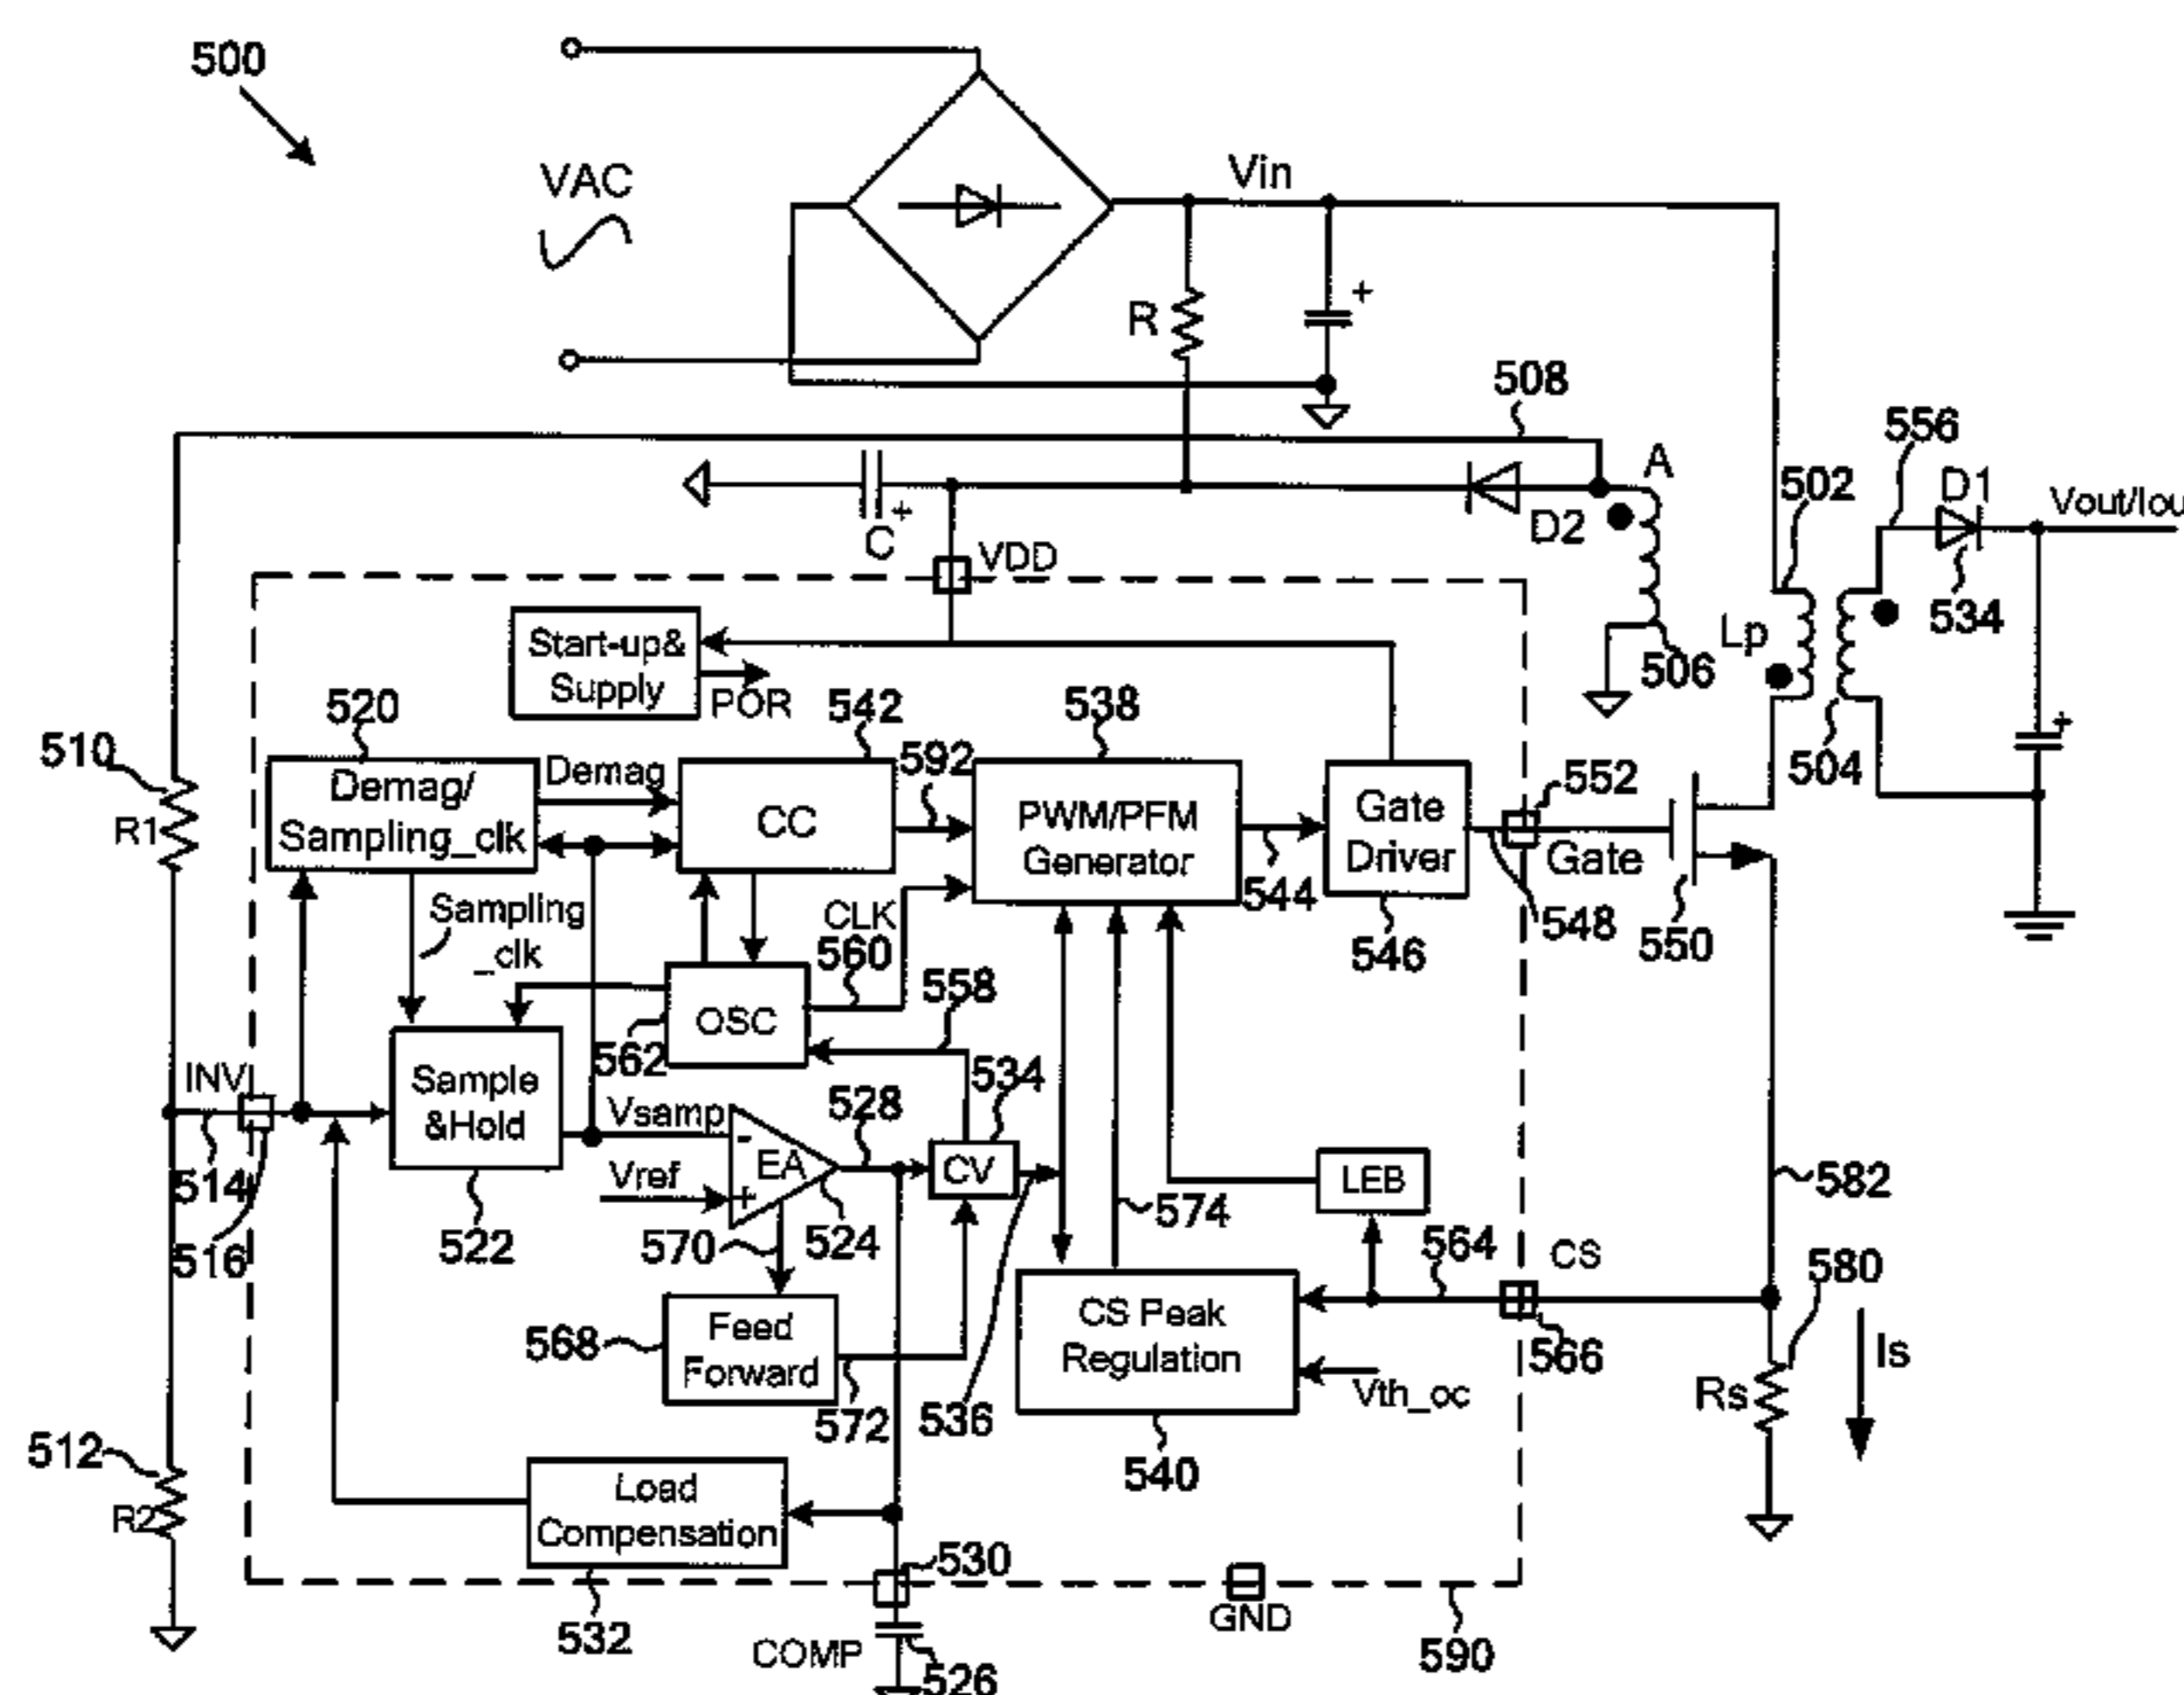 500
VAC
Vin
R
+
508
A
556
502
D1
Vout/Iou
C
+
D2
VDD
534
Lp
506
Start-up&
Supply
POR
504
+
520
542
538
510
Demag/
Sampling_clk
Demag
CC
592
PWM/PFM
Generator
Gate
Driver
552
R1
Gate
544
548
550
546
Sampling
_clk
CLK
560
558
OSC
562
INV
Sample
&Hold
534
528
Vsamp
-
EA
+
Vref
CV
LEB
514
516
522
570
524
574
582
564
CS
580
568
Feed
Forward
CS Peak
Regulation
566
Is
572
536
Vth_oc
Rs
512
540
R2
Load
Compensation
530
GND
532
COMP
526
590